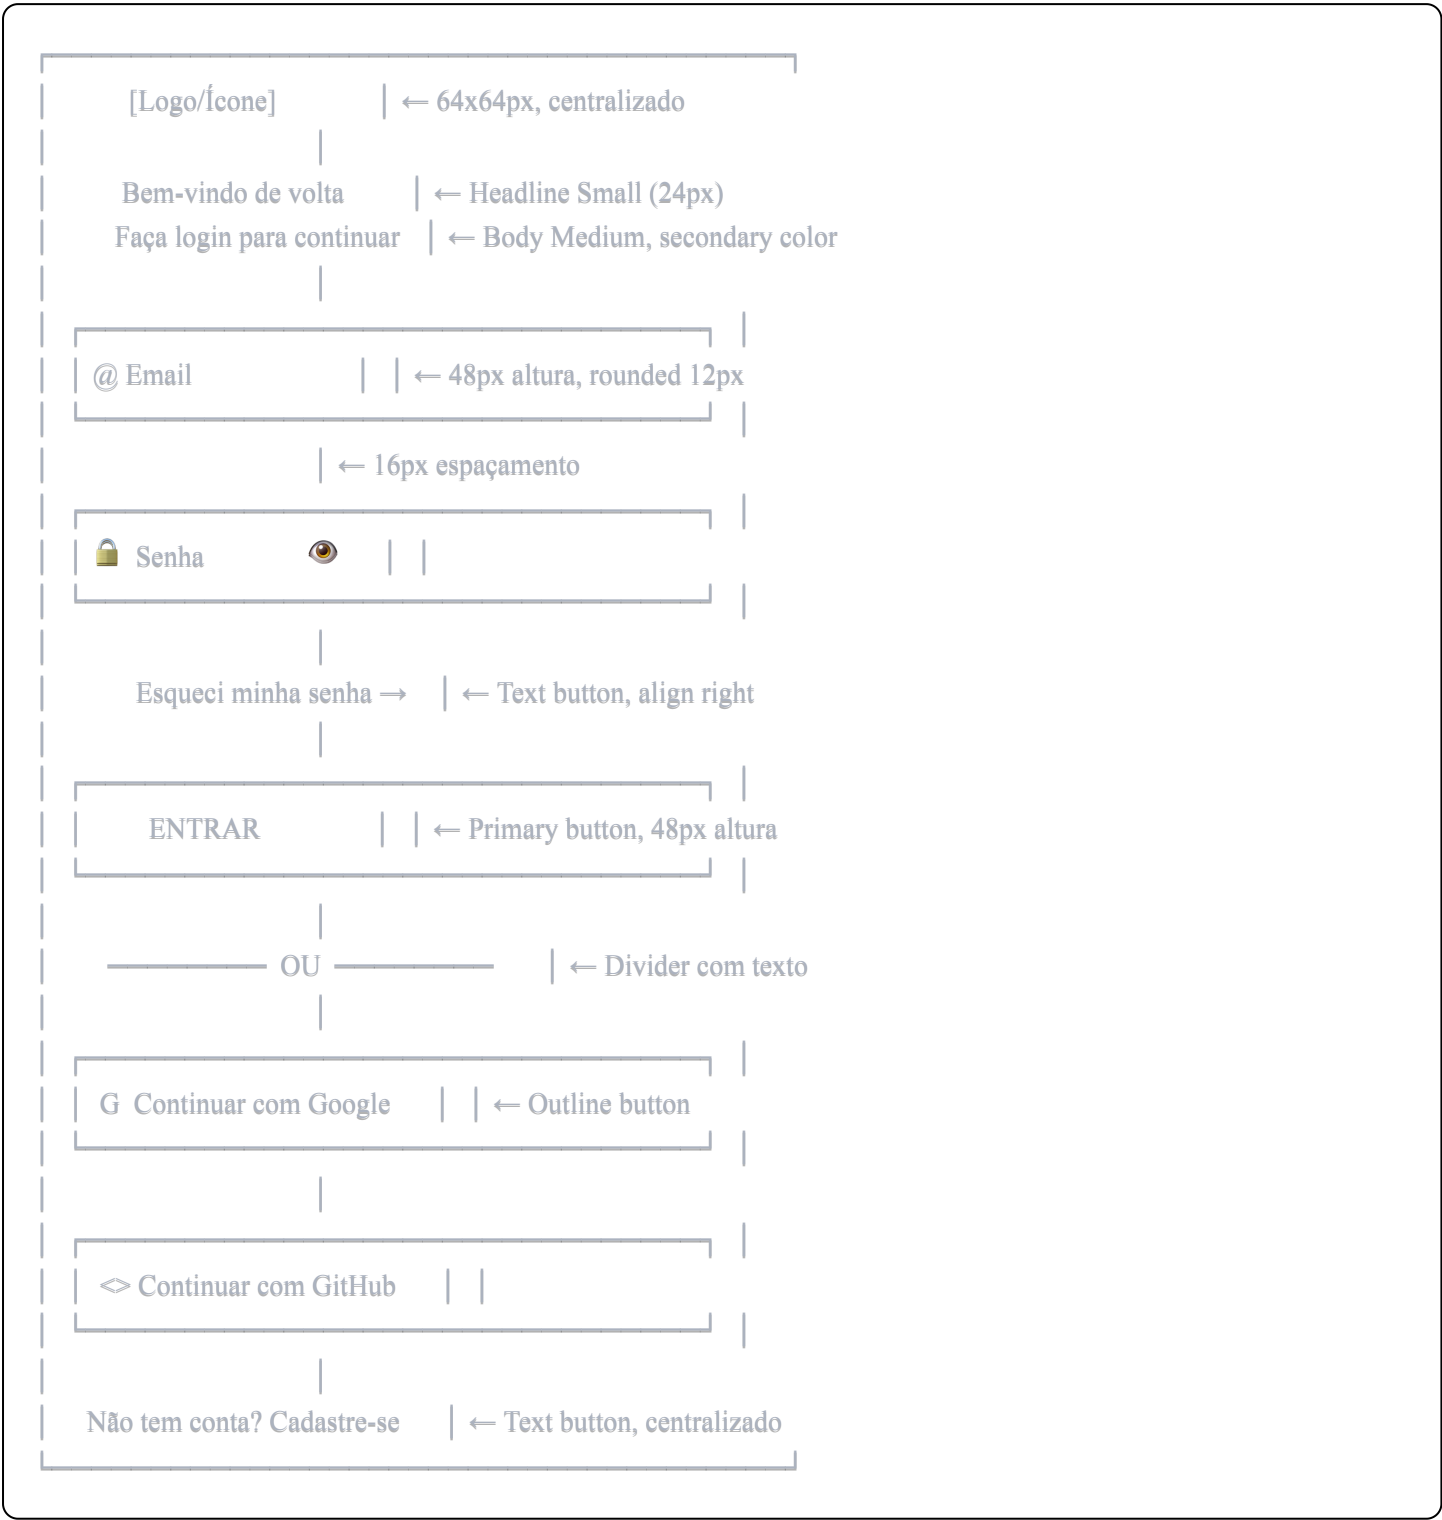 [Logo/Ícone] ← 64x64px, centralizado
Bem-vindo de volta ← Headline Small (24px)
Faça login para continuar ← Body Medium, secondary color
@ Email ← 48px altura, rounded 12px
← 16px espaçamento
🔒 Senha 👁
Esqueci minha senha → ← Text button, align right
ENTRAR ← Primary button, 48px altura
OU ← Divider com texto
G Continuar com Google ← Outline button
<> Continuar com GitHub
Não tem conta? Cadastre-se ← Text button, centralizado